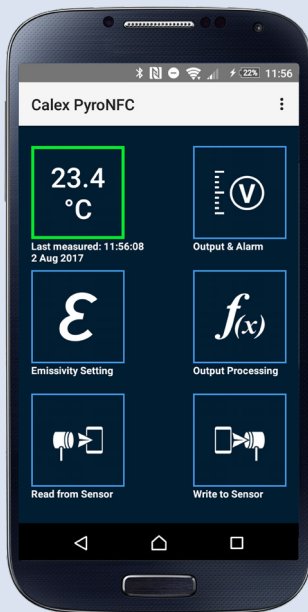 22% 11:56
Calex PyroNFC
23.4
°C
V
Last measured: 11:56:08
2 Aug 2017
Output & Alarm
ε
f(x)
Emissivity Setting
Output Processing
Read from Sensor
Write to Sensor